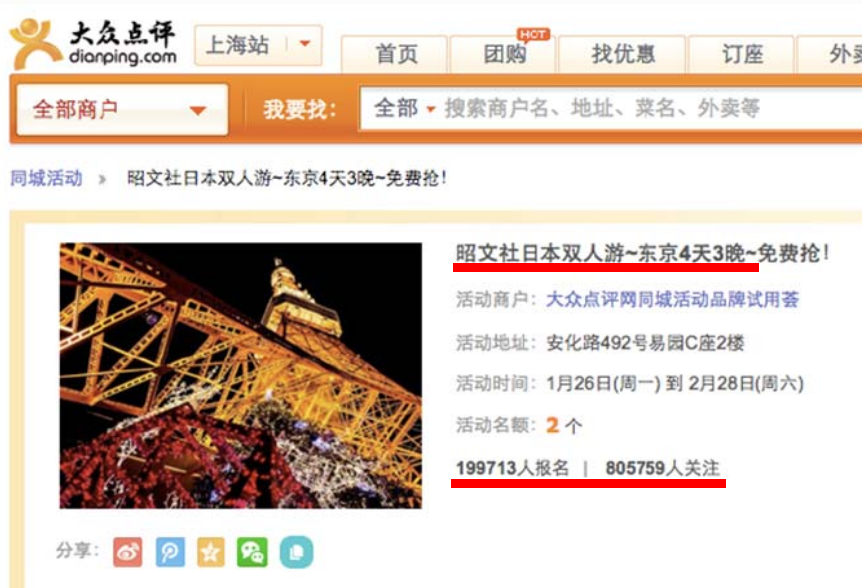 大众点评
dianping.com
上海站
首页
团购
HOT
找优惠
订座
全部商户
我要找：
全部
搜索商户名、地址、菜名、外卖等
同城活动 » 昭文社日本双人游~东京4天3晚~免费抢！
昭文社日本双人游~东京4天3晚~免费抢！
活动商户：大众点评网同城活动品牌试用荟
活动地址：安化路492号易园C座2楼
活动时间：1月26日(周一) 到 2月28日(周六)
活动名额：2 个
199713人报名 | 805759人关注
分享：